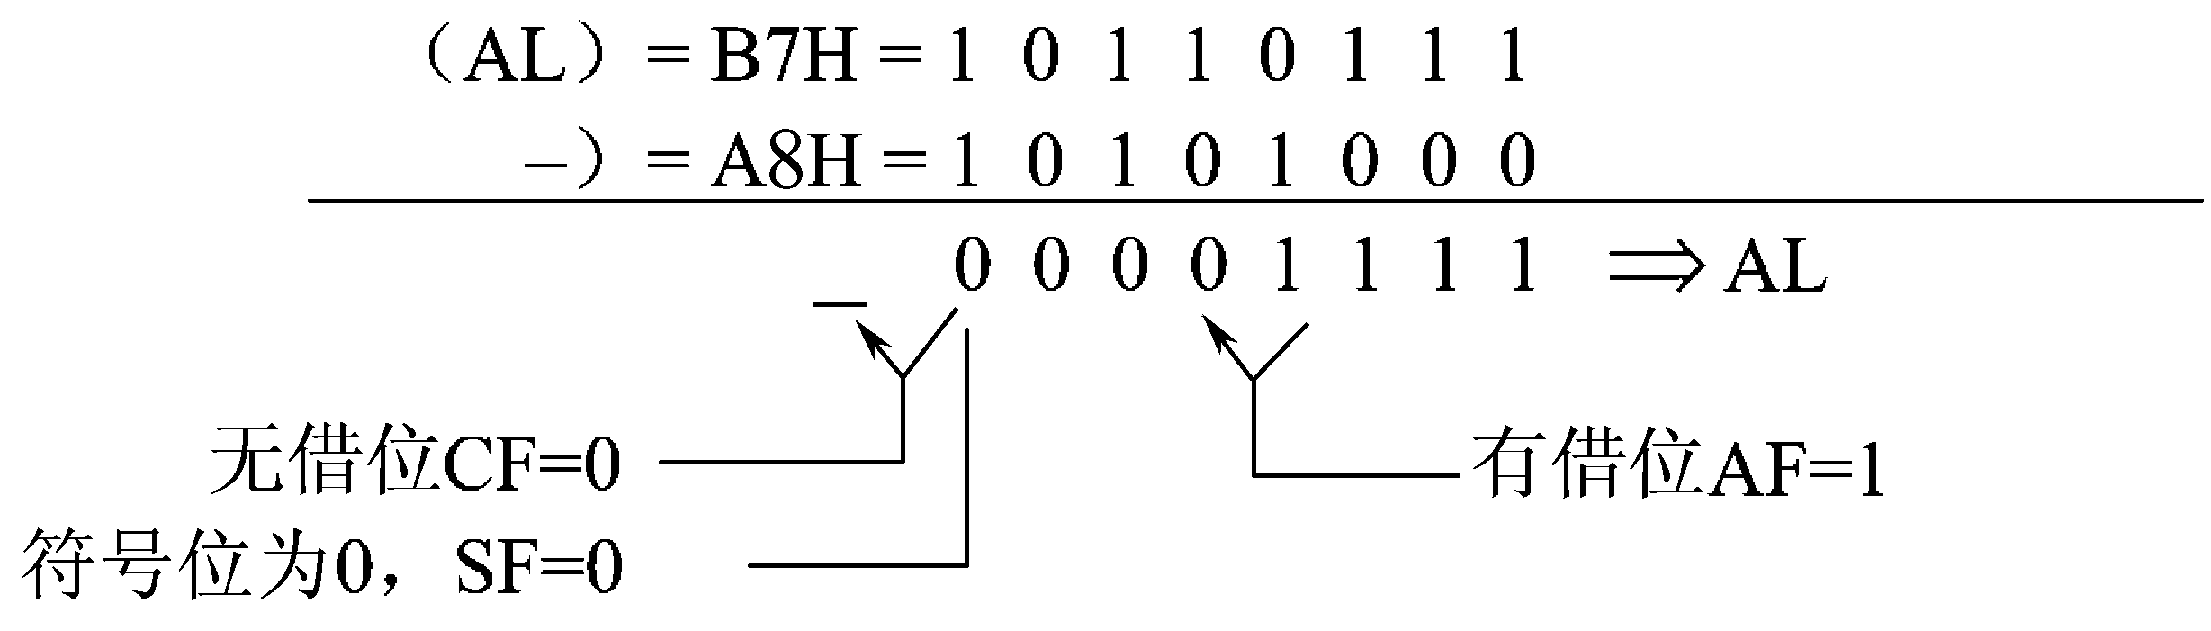 （AL）= B7H = 1 0 1 1 0 1 1 1
–）= A8H = 1 0 1 0 1 0 0 0
0 0 0 0 1 1 1 1 ⇒ AL
无借位CF=0
有借位AF=1
符号位为0，SF=0